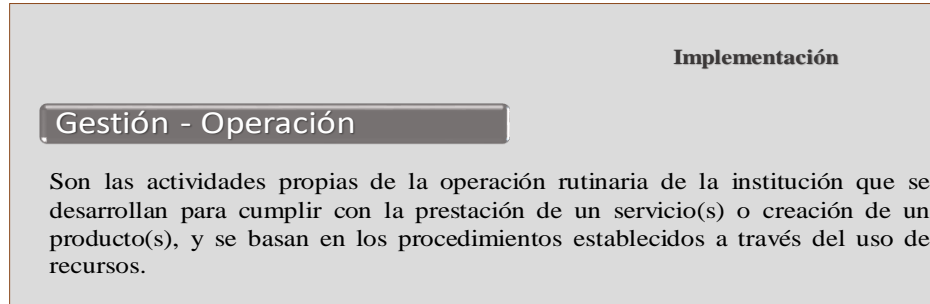 Implementación
Gestión - Operación
Son las actividades propias de la operación rutinaria de la institución que se
desarrollan para cumplir con la prestación de un servicio(s) o creación de un
producto(s), y se basan en los procedimientos establecidos a través del uso de
recursos.